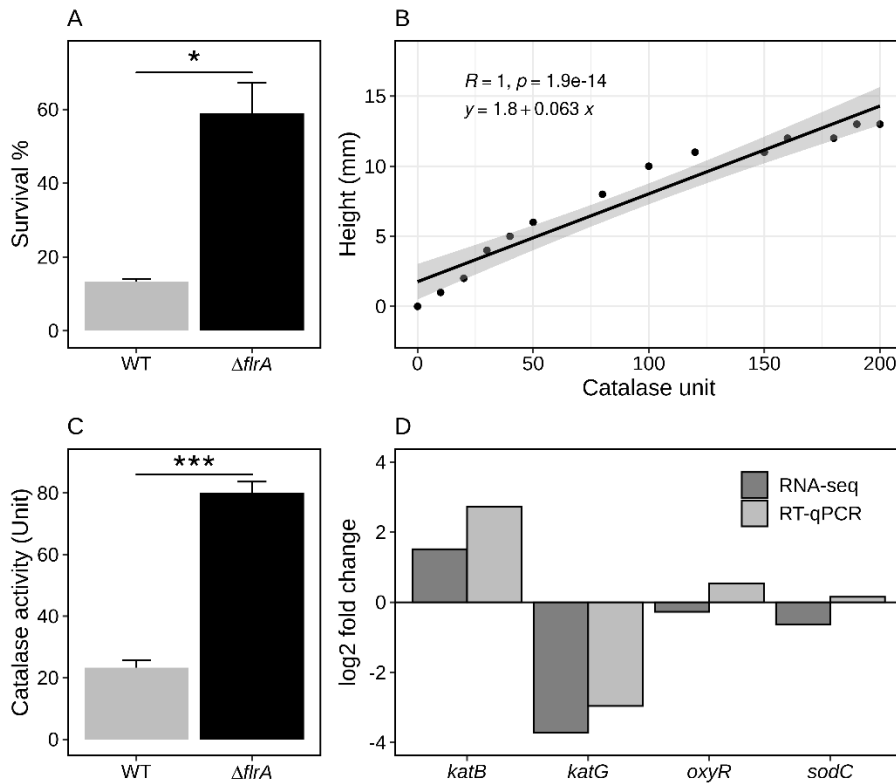 A
Survival %
60
40
20
0
*
WT
ΔflrA
B
R = 1, p = 1.9e-14
y = 1.8 + 0.063 x
Height (mm)
15
10
5
0
0 50 100 150 200
Catalase unit
C
Catalase activity (Unit)
80
60
40
20
0
***
WT
ΔflrA
D
log2 fold change
4
2
0
-2
-4
RNA-seq
RT-qPCR
katB katG oxyR sodC